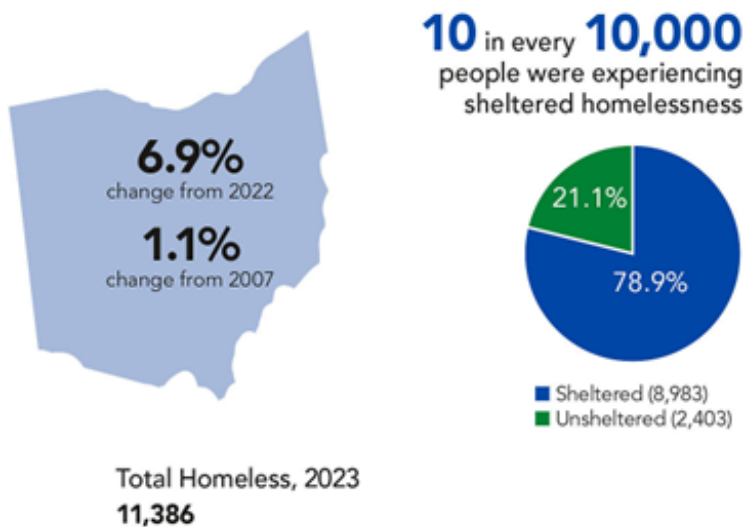 10 in every 10,000
people were experiencing
sheltered homelessness
6.9%
change from 2022
1.1%
change from 2007
21.1%
78.9%
Sheltered (8,983)
Unsheltered (2,403)
Total Homeless, 2023
11,386